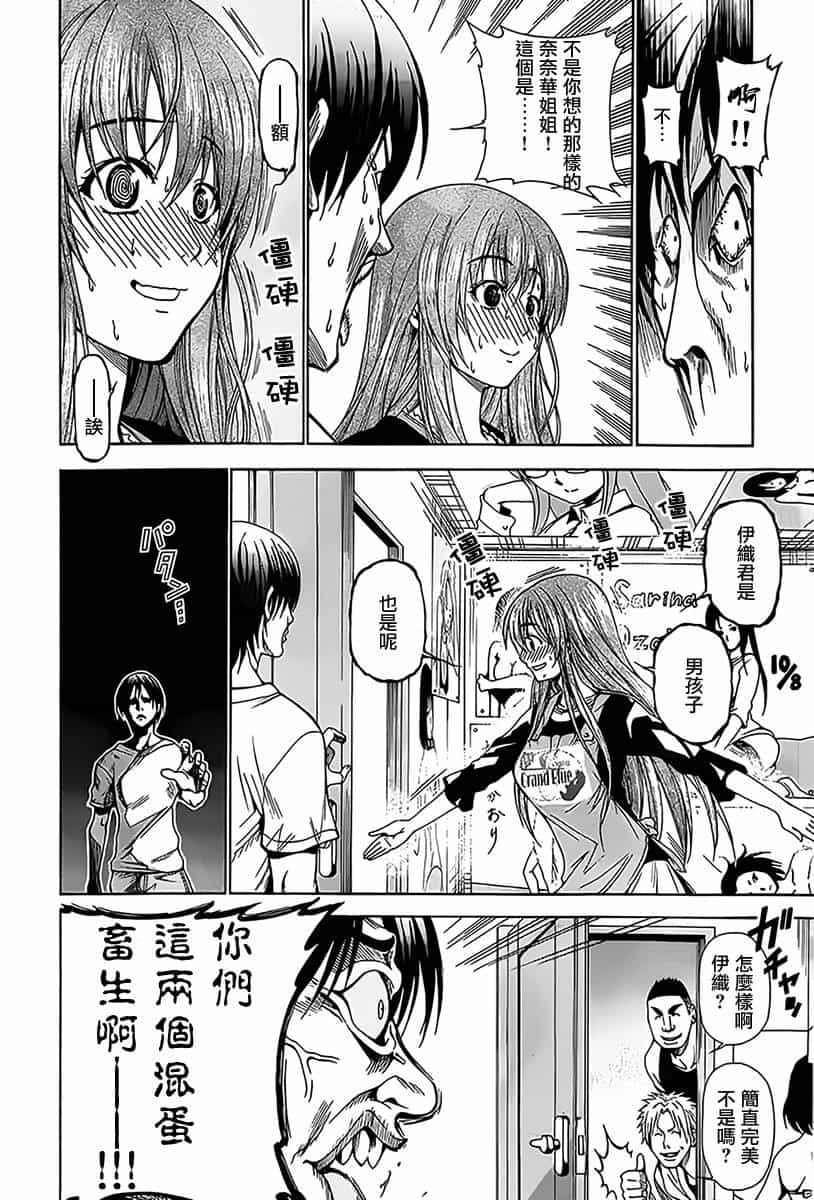 啊!!
不…
不是你想的那樣的
奈奈華姐姐！
這個是……！
——額
僵硬
僵硬
——誒
伊織君是
男孩子
僵硬
僵硬
僵硬
也是呢
Sarina
10/8
Grand Blue
かおり
パタン…
ガチャッ
怎麼樣啊
伊織？
簡直完美
不是嗎？
你們
這兩個混蛋
畜生啊——!!!